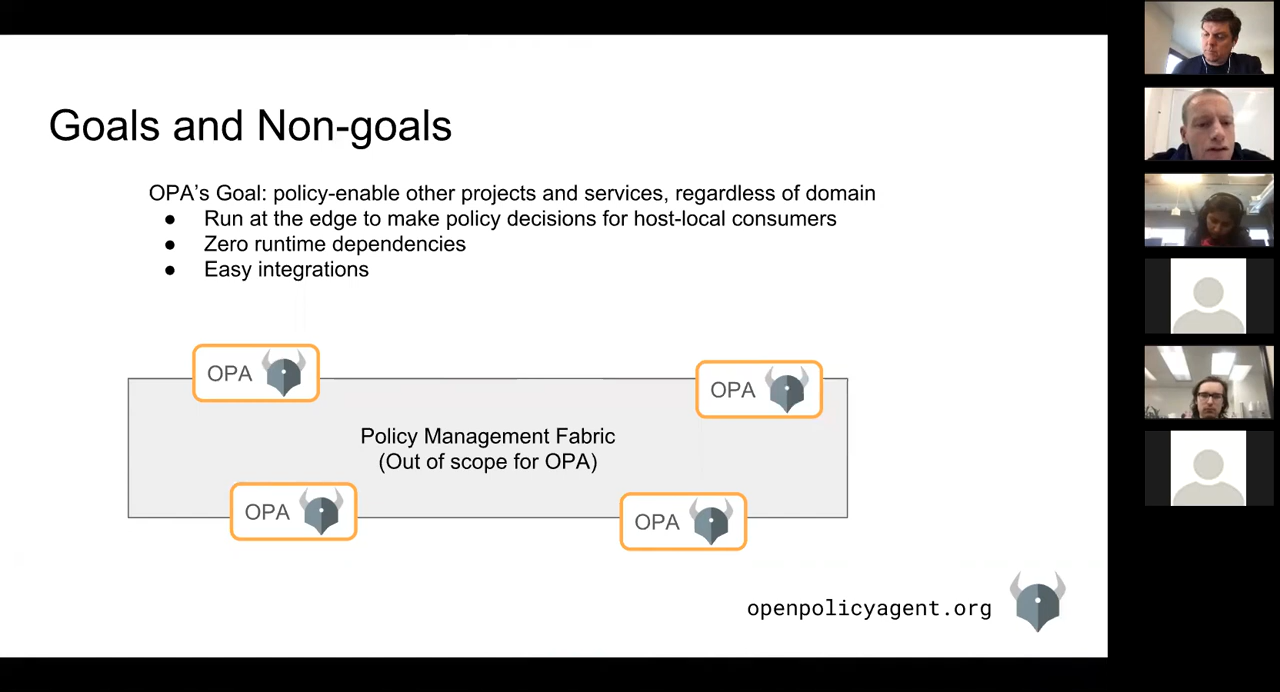 Goals and Non-goals
OPA's Goal: policy-enable other projects and services, regardless of domain
● Run at the edge to make policy decisions for host-local consumers
● Zero runtime dependencies
● Easy integrations
OPA
OPA
Policy Management Fabric
(Out of scope for OPA)
OPA
OPA
openpolicyagent.org